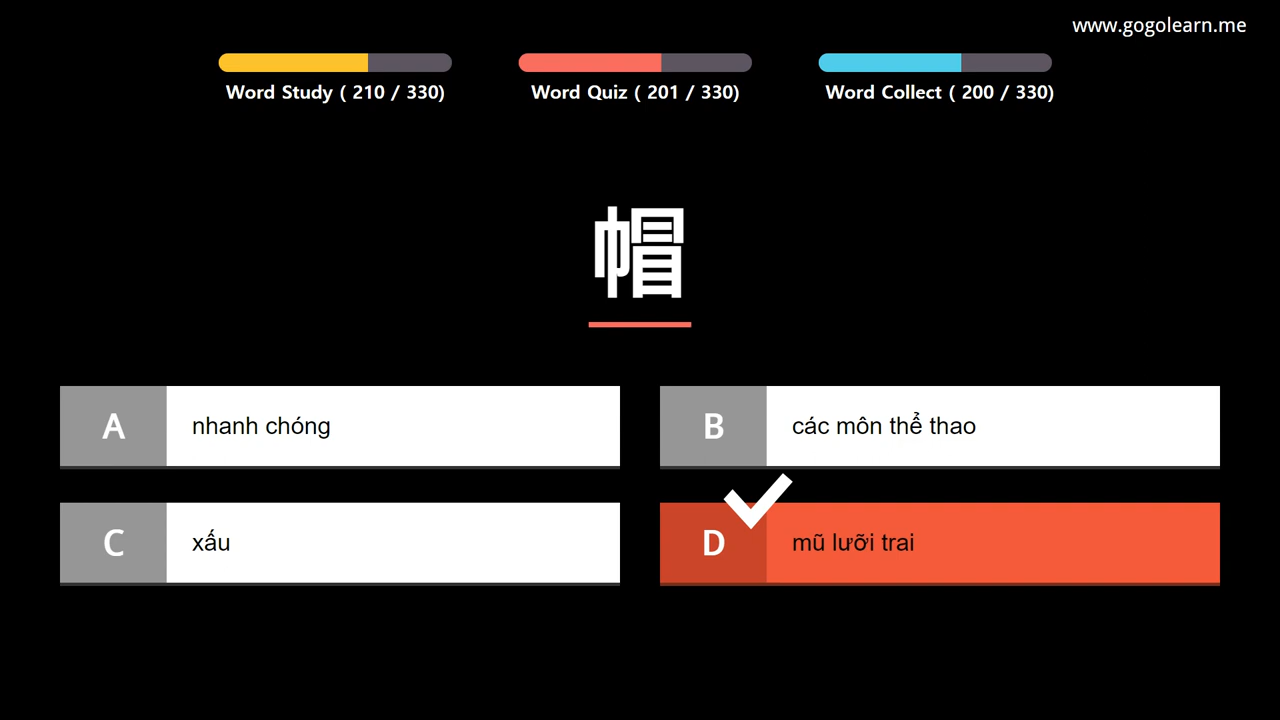 www.gogolearn.me
Word Study ( 210 / 330)
Word Quiz ( 201 / 330)
Word Collect ( 200 / 330)
帽
A
nhanh chóng
B
các môn thể thao
C
xấu
D
mũ lưỡi trai